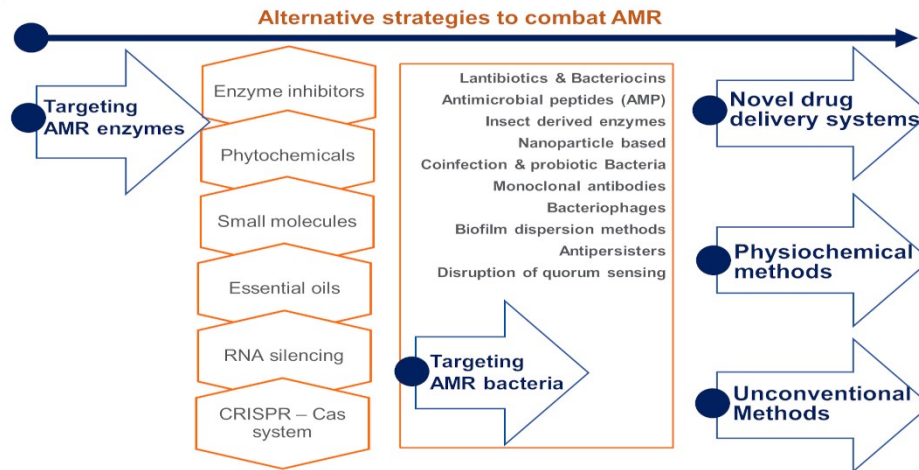 Alternative strategies to combat AMR
Targeting
AMR enzymes
Enzyme inhibitors
Phytochemicals
Small molecules
Essential oils
RNA silencing
CRISPR – Cas
system
Lantibiotics & Bacteriocins
Antimicrobial peptides (AMP)
Insect derived enzymes
Nanoparticle based
Coinfection & probiotic Bacteria
Monoclonal antibodies
Bacteriophages
Biofilm dispersion methods
Antipersisters
Disruption of quorum sensing
Targeting
AMR bacteria
Novel drug
delivery systems
Physiochemical
methods
Unconventional
Methods